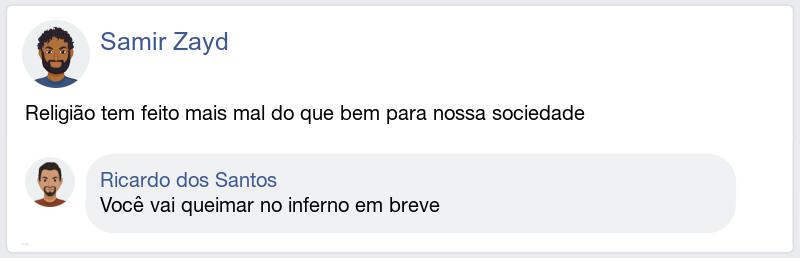 Samir Zayd
Religião tem feito mais mal do que bem para nossa sociedade
Ricardo dos Santos
Você vai queimar no inferno em breve